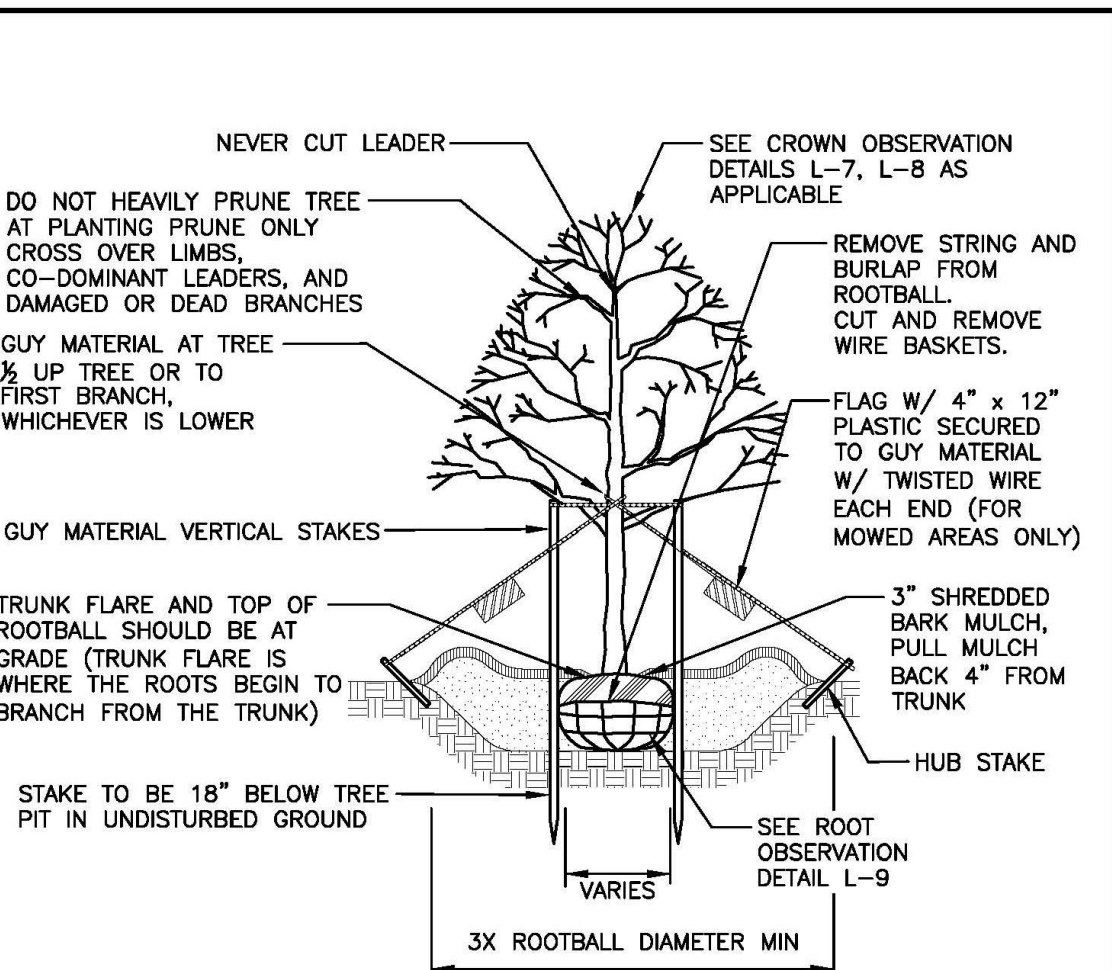 NEVER CUT LEADER
SEE CROWN OBSERVATION
DETAILS L-7, L-8 AS
APPLICABLE
DO NOT HEAVILY PRUNE TREE
AT PLANTING PRUNE ONLY
CROSS OVER LIMBS,
CO-DOMINANT LEADERS, AND
DAMAGED OR DEAD BRANCHES
REMOVE STRING AND
BURLAP FROM
ROOTBALL.
CUT AND REMOVE
WIRE BASKETS.
GUY MATERIAL AT TREE
½ UP TREE OR TO
FIRST BRANCH,
WHICHEVER IS LOWER
FLAG W/ 4" x 12"
PLASTIC SECURED
TO GUY MATERIAL
W/ TWISTED WIRE
EACH END (FOR
MOWED AREAS ONLY)
GUY MATERIAL VERTICAL STAKES
TRUNK FLARE AND TOP OF
ROOTBALL SHOULD BE AT
GRADE (TRUNK FLARE IS
WHERE THE ROOTS BEGIN TO
BRANCH FROM THE TRUNK)
3" SHREDDED
BARK MULCH,
PULL MULCH
BACK 4" FROM
TRUNK
HUB STAKE
STAKE TO BE 18" BELOW TREE
PIT IN UNDISTURBED GROUND
SEE ROOT
OBSERVATION
DETAIL L-9
VARIES
3X ROOTBALL DIAMETER MIN